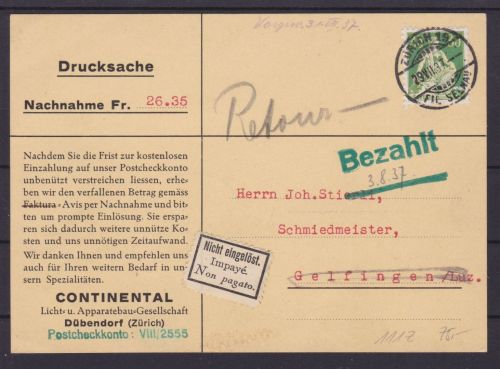 Drucksache
Nachnahme Fr. 26.35
Nachdem Sie die Frist zur kostenlosen
Einzahlung auf unser Postcheckkonto
unbenützt verstreichen liessen, erhe-
ben wir den verfallenen Betrag gemäss
Faktura-Avis per Nachnahme und bit-
ten um prompte Einlösung. Sie erspa-
ren sich dadurch weitere unnütze Ko-
sten und uns unnötigen Zeitaufwand.
Wir danken Ihnen und empfehlen uns
auch für Ihren weitern Bedarf in un-
sern Spezialitäten.
CONTINENTAL
Licht- u. Apparatebau-Gesellschaft
Dübendorf (Zürich)
Postcheckkonto: VIII/2555
Retour
Bezahlt
3.8.37
Herrn Joh.
Schmiedmeister,
Gelfingen/Luz.
Nicht eingelöst.
Impayé.
Non pagato.
1112 75.-